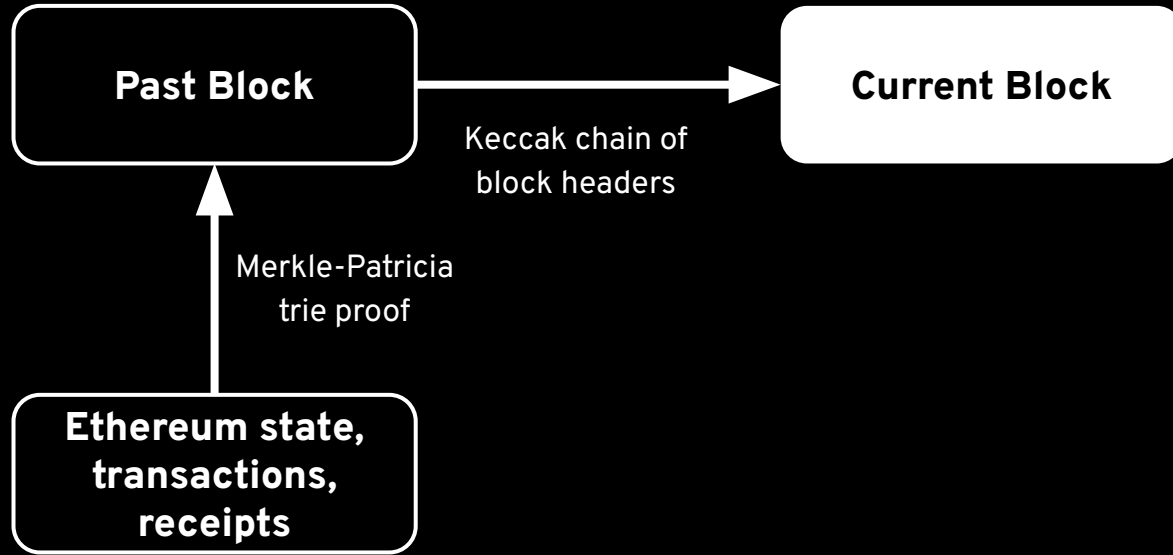 Past Block
Current Block
Keccak chain of
block headers
Merkle-Patricia
trie proof
Ethereum state,
transactions,
receipts